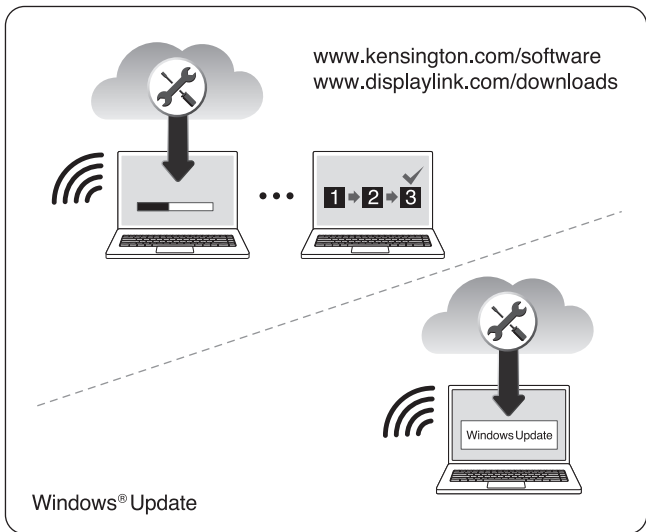 www.kensington.com/software
www.displaylink.com/downloads
1 2 3
Windows Update
Windows® Update